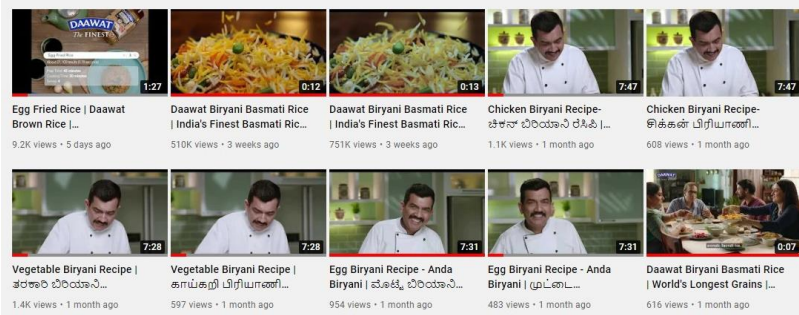 DAAWAT
THE FINEST
Egg Fried Rice
1:27
0:12
0:13
7:47
7:47
Egg Fried Rice | Daawat
Brown Rice |...
9.2K views • 5 days ago
Daawat Biryani Basmati Rice
| India's Finest Basmati Ric...
510K views • 3 weeks ago
Daawat Biryani Basmati Rice
| India's Finest Basmati Ric...
751K views • 3 weeks ago
Chicken Biryani Recipe-
ಚಿಕನ್ ಬಿರಿಯಾನಿ ರೆಸಿಪಿ |...
1.1K views • 1 month ago
Chicken Biryani Recipe-
சிக்கன் பிரியாணி...
608 views • 1 month ago
7:28
7:28
7:31
7:31
DAAWAT
0:07
Vegetable Biryani Recipe |
ತರಕಾರಿ ಬಿರಿಯಾನಿ...
1.4K views • 1 month ago
Vegetable Biryani Recipe |
காய்கறி பிரியாணி...
597 views • 1 month ago
Egg Biryani Recipe - Anda
Biryani | ಮೊಟ್ಟೆ ಬಿರಿಯಾನಿ...
954 views • 1 month ago
Egg Biryani Recipe - Anda
Biryani | முட்டை...
483 views • 1 month ago
Daawat Biryani Basmati Rice
| World's Longest Grains |...
616 views • 1 month ago